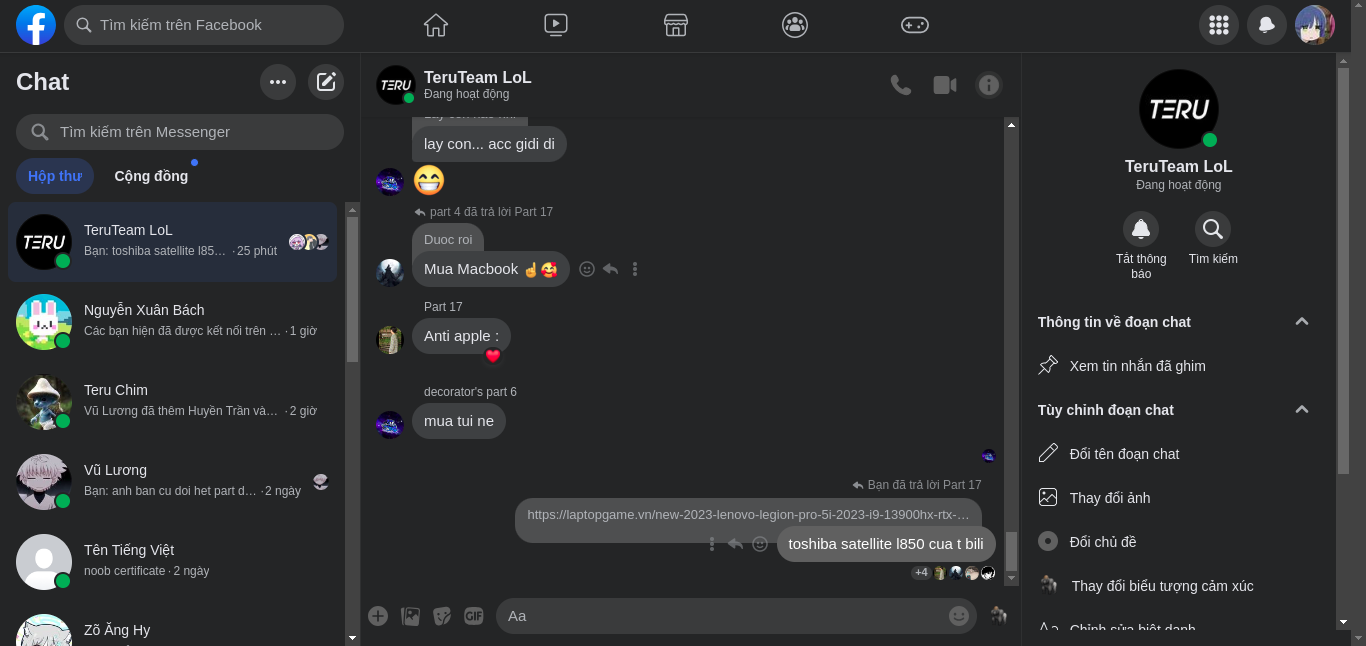 Tìm kiếm trên Facebook
Chat
Tìm kiếm trên Messenger
Hộp thư
Cộng đồng
TERU
TeruTeam LoL
Bạn: toshiba satellite l85… · 25 phút
Nguyễn Xuân Bách
Các bạn hiện đã được kết nối trên … · 1 giờ
Teru Chim
Vũ Lương đã thêm Huyền Trần và… · 2 giờ
Vũ Lương
Bạn: anh ban cu doi het part d… · 2 ngày
Tên Tiếng Việt
noob certificate · 2 ngày
Zõ Ăng Hy
TERU
TeruTeam LoL
Đang hoạt động
lay con... acc gidi di
part 4 đã trả lời Part 17
Duoc roi
Mua Macbook ☝️🥰
Part 17
Anti apple :
decorator's part 6
mua tui ne
Bạn đã trả lời Part 17
https://laptopgame.vn/new-2023-lenovo-legion-pro-5i-2023-i9-13900hx-rtx-…
toshiba satellite l850 cua t bili
+4
GIF
Aa
TERU
TeruTeam LoL
Đang hoạt động
Tắt thông
báo
Tìm kiếm
Thông tin về đoạn chat
Xem tin nhắn đã ghim
Tùy chỉnh đoạn chat
Đổi tên đoạn chat
Thay đổi ảnh
Đổi chủ đề
Thay đổi biểu tượng cảm xúc
Chỉnh sửa biệt danh